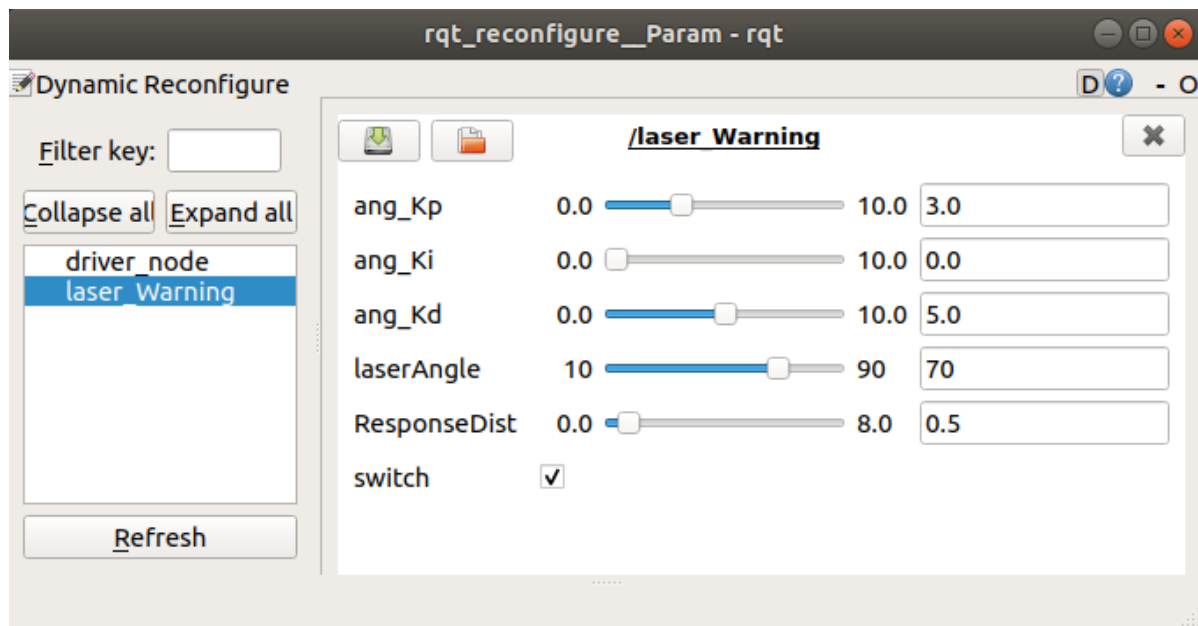 rqt_reconfigure__Param - rqt
Dynamic Reconfigure
D ? - O
Filter key:
Collapse all Expand all
driver_node
laser_Warning
Refresh
/laser_Warning
ang_Kp 0.0 10.0 3.0
ang_Ki 0.0 10.0 0.0
ang_Kd 0.0 10.0 5.0
laserAngle 10 90 70
ResponseDist 0.0 8.0 0.5
switch